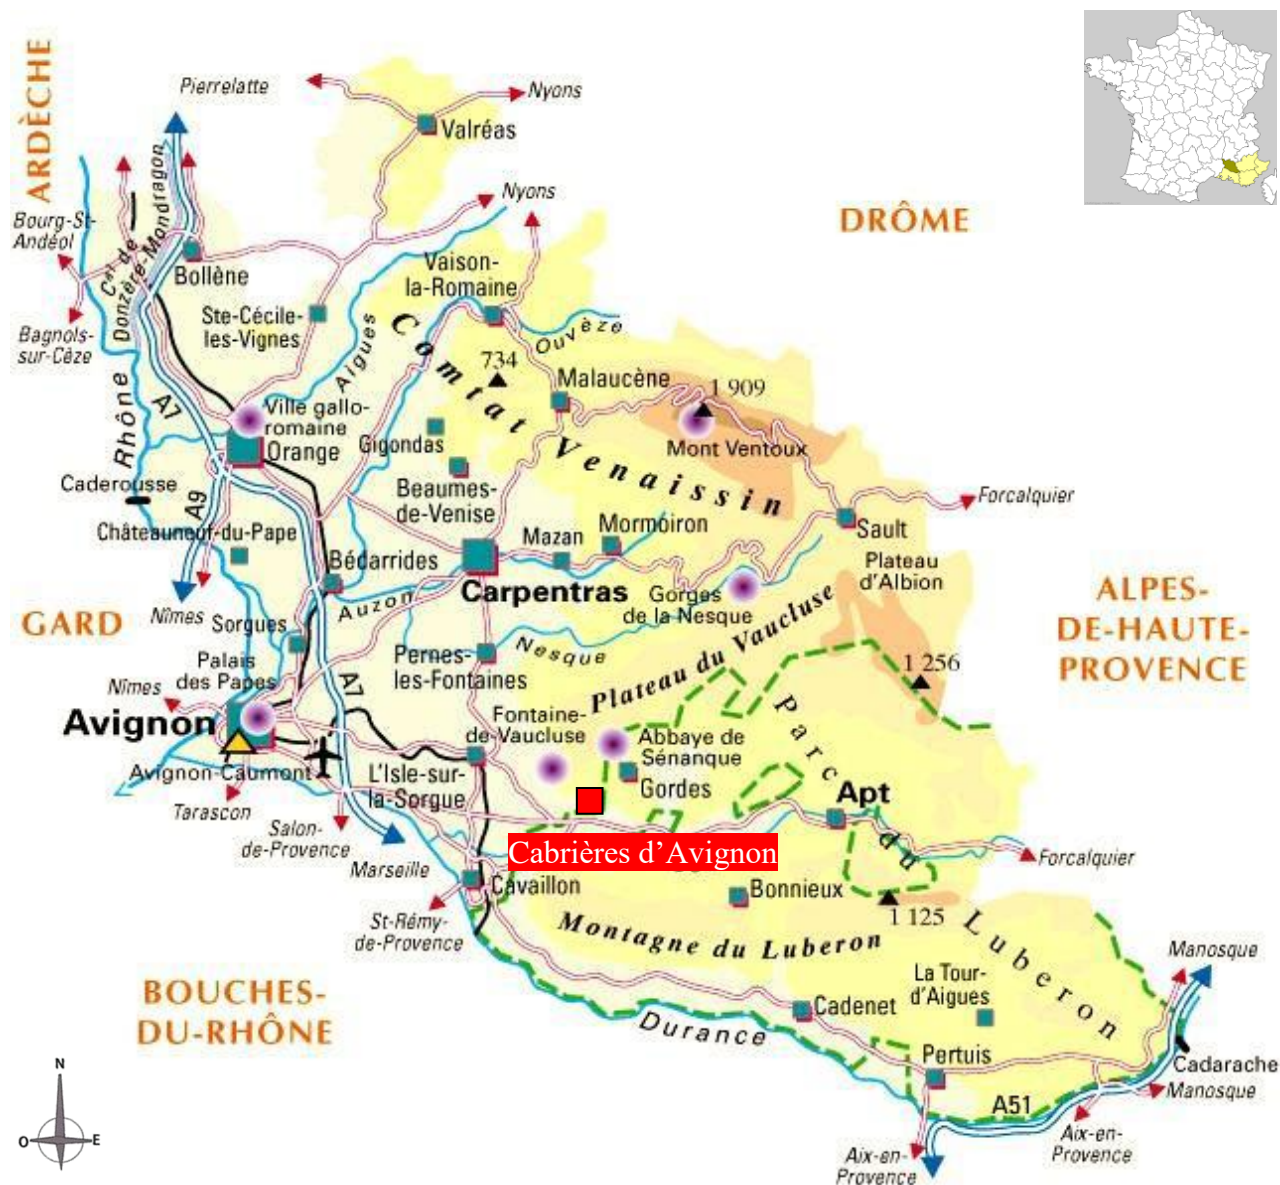 ARDÈCHE
Pierrelatte
Nyons
Valréas
Nyons
DRÔME
Bourg-St-
Andéol
Cal de
Donzère-Mondragon
Bollène
Vaison-
la-Romaine
Ste-Cécile-
les-Vignes
Aigues
Ouvèze
Bagnols-
sur-Cèze
Comtat Venaissin
734
Malaucène
1 909
Mont Ventoux
Rhône
A7
Ville gallo-
romaine
Orange
Gigondas
Beaumes-
de-Venise
Caderousse
A9
Châteauneuf-du-Pape
Forcalquier
Sault
Mormoiron
Mazan
Bédarrides
Carpentras
Auzon
Plateau
d'Albion
Gorges
de la Nesque
ALPES-
DE-HAUTE-
PROVENCE
GARD
Nîmes
Sorgues
Pernes-
les-Fontaines
Nesque
Plateau du Vaucluse
1 256
Palais
des Papes
Nîmes
A7
Avignon
Fontaine-
de-Vaucluse
Abbaye de
Sénanque
Gordes
Parc du Luberon
Apt
Avignon-Caumont
L'Isle-sur-
la-Sorgue
Tarascon
Salon-
de-Provence
Marseille
Cabrières d’Avignon
Forcalquier
Cavaillon
Bonnieux
1 125
St-Rémy-
de-Provence
Montagne du Luberon
Manosque
La Tour-
d'Aigues
BOUCHES-
DU-RHÔNE
Cadenet
Durance
Pertuis
Cadarache
Manosque
A51
Aix-en-
Provence
Aix-en-
Provence
N
O
E